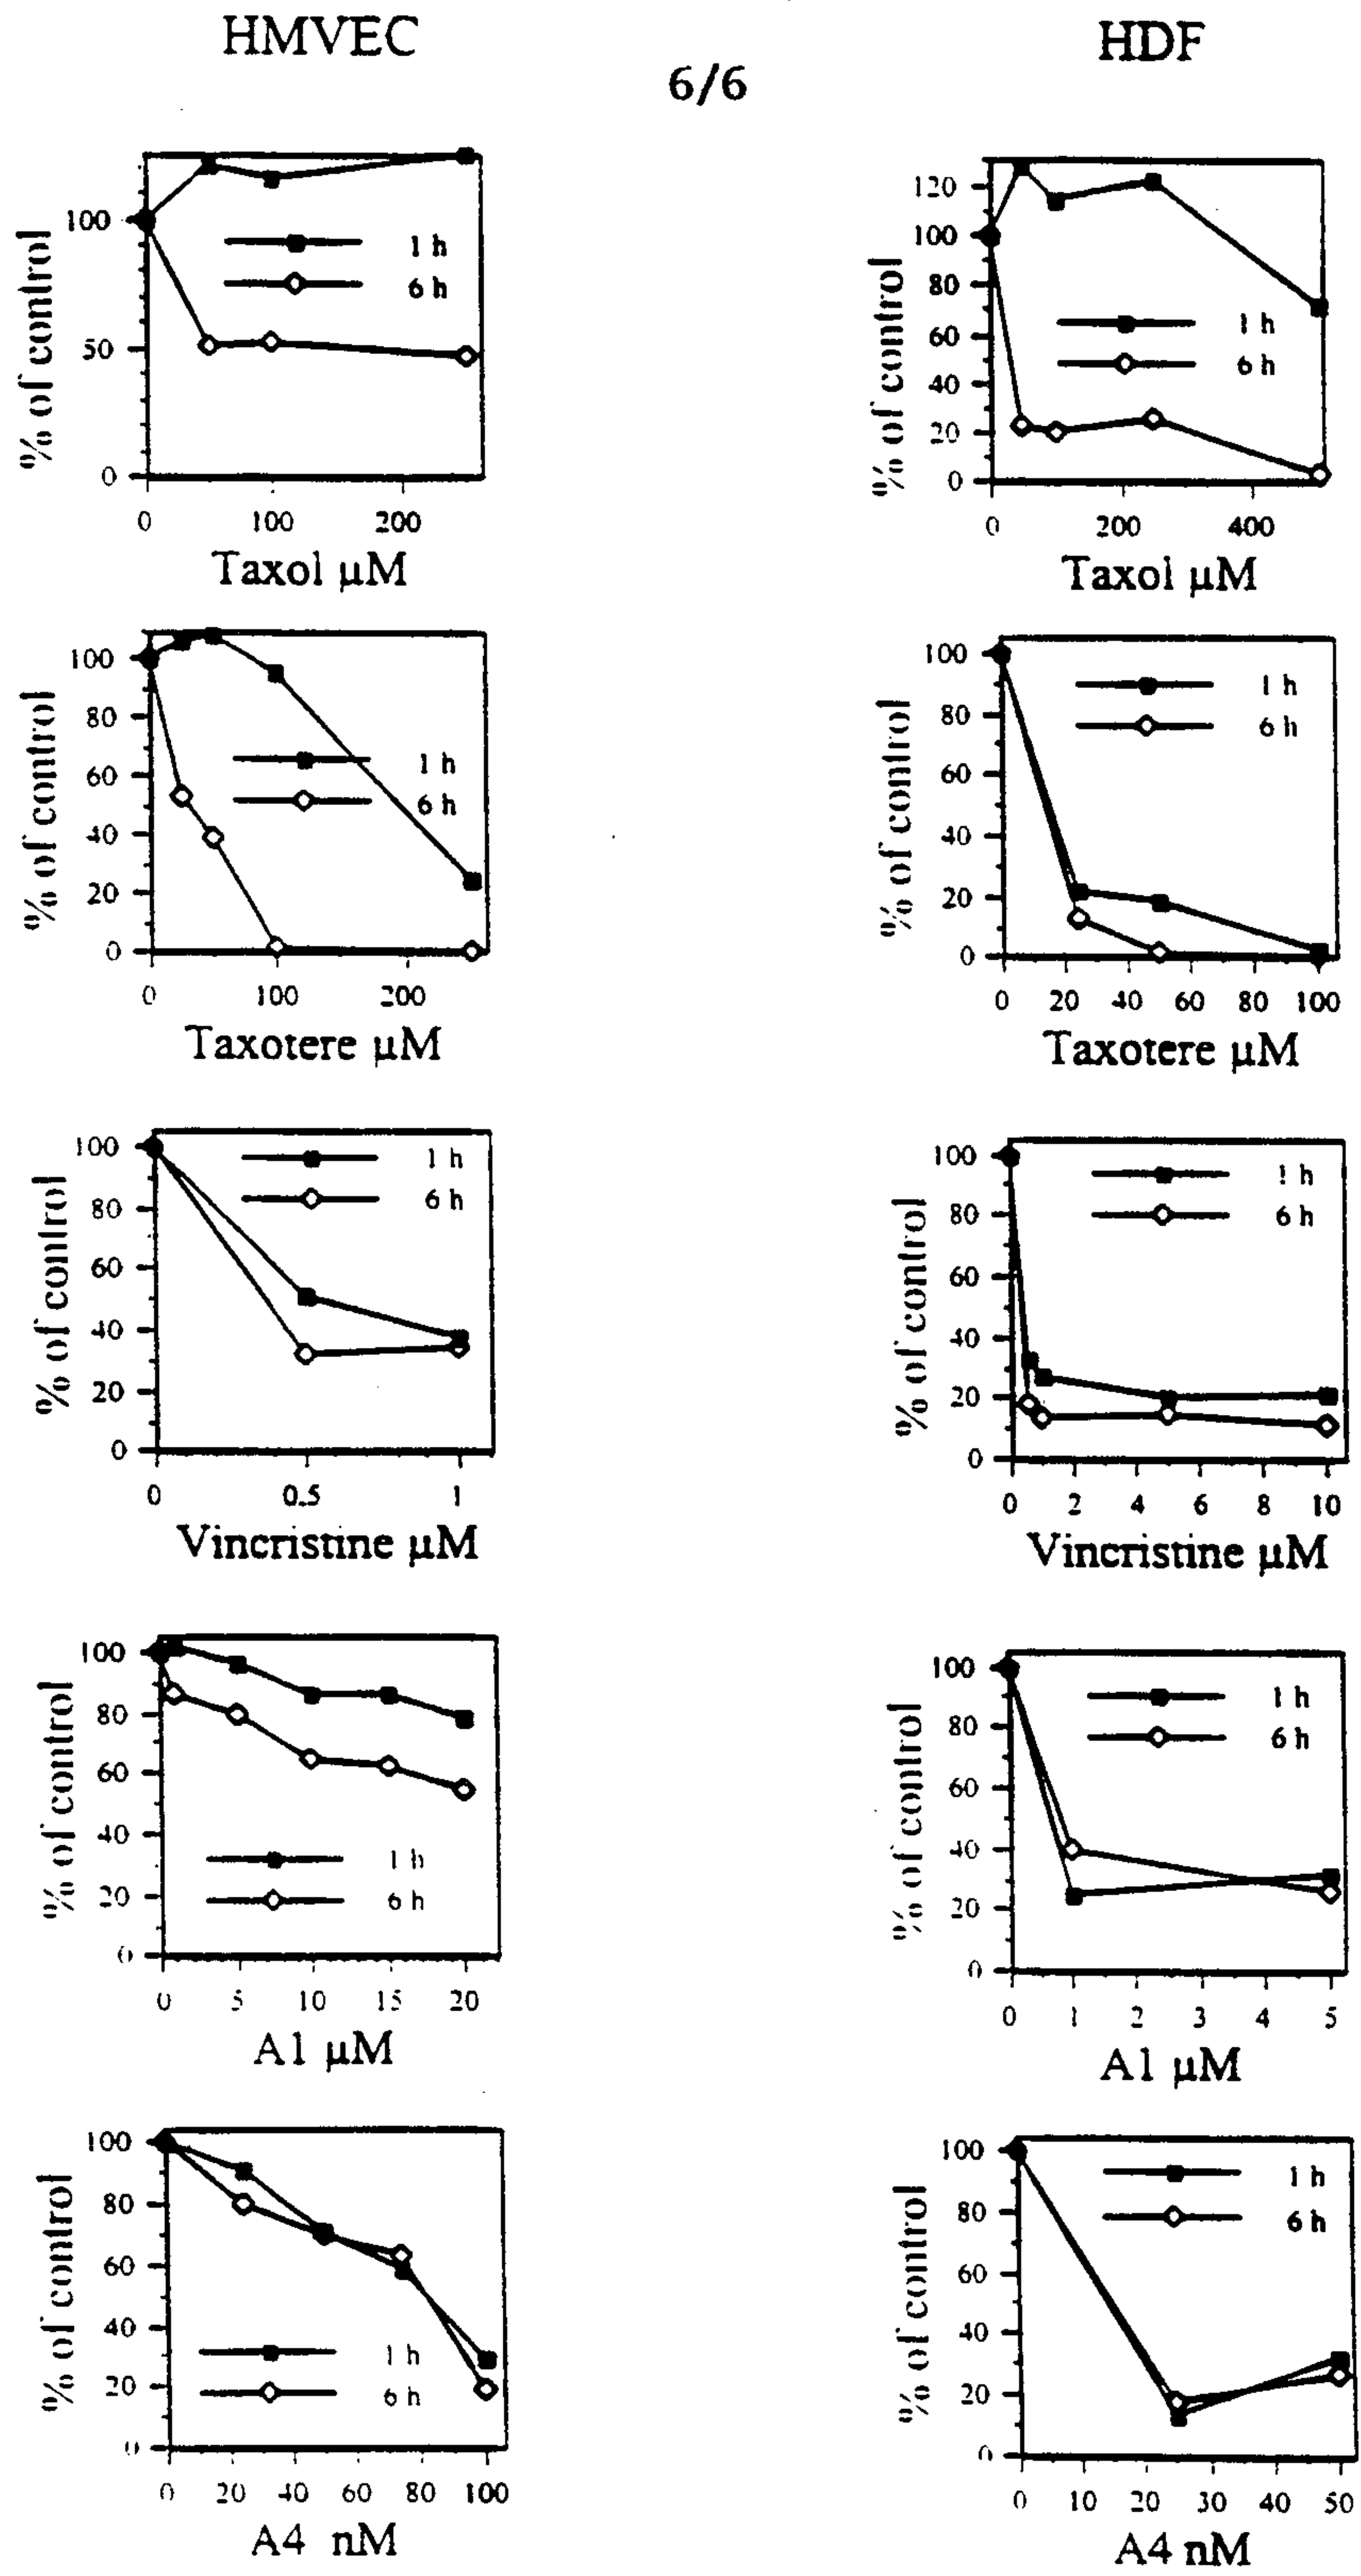 HMVEC
HDF
6/6
% of control
100
50
0
1 h
6 h
0 100 200
Taxol µM
% of control
120
100
80
60
40
20
0
1 h
6 h
0 200 400
Taxol µM
% of control
100
80
60
40
20
0
1 h
6 h
0 100 200
Taxotere µM
% of control
100
80
60
40
20
0
1 h
6 h
0 20 40 60 80 100
Taxotere µM
% of control
100
80
60
40
20
0
1 h
6 h
0 0.5 1
Vincristine µM
% of control
100
80
60
40
20
0
1 h
6 h
0 2 4 6 8 10
Vincristine µM
% of control
100
80
60
40
20
0
1 h
6 h
0 5 10 15 20
A1 µM
% of control
100
80
60
40
20
0
1 h
6 h
0 1 2 3 4 5
A1 µM
% of control
100
80
60
40
20
0
1 h
6 h
0 20 40 60 80 100
A4 nM
% of control
100
80
60
40
20
0
1 h
6 h
0 10 20 30 40 50
A4 nM